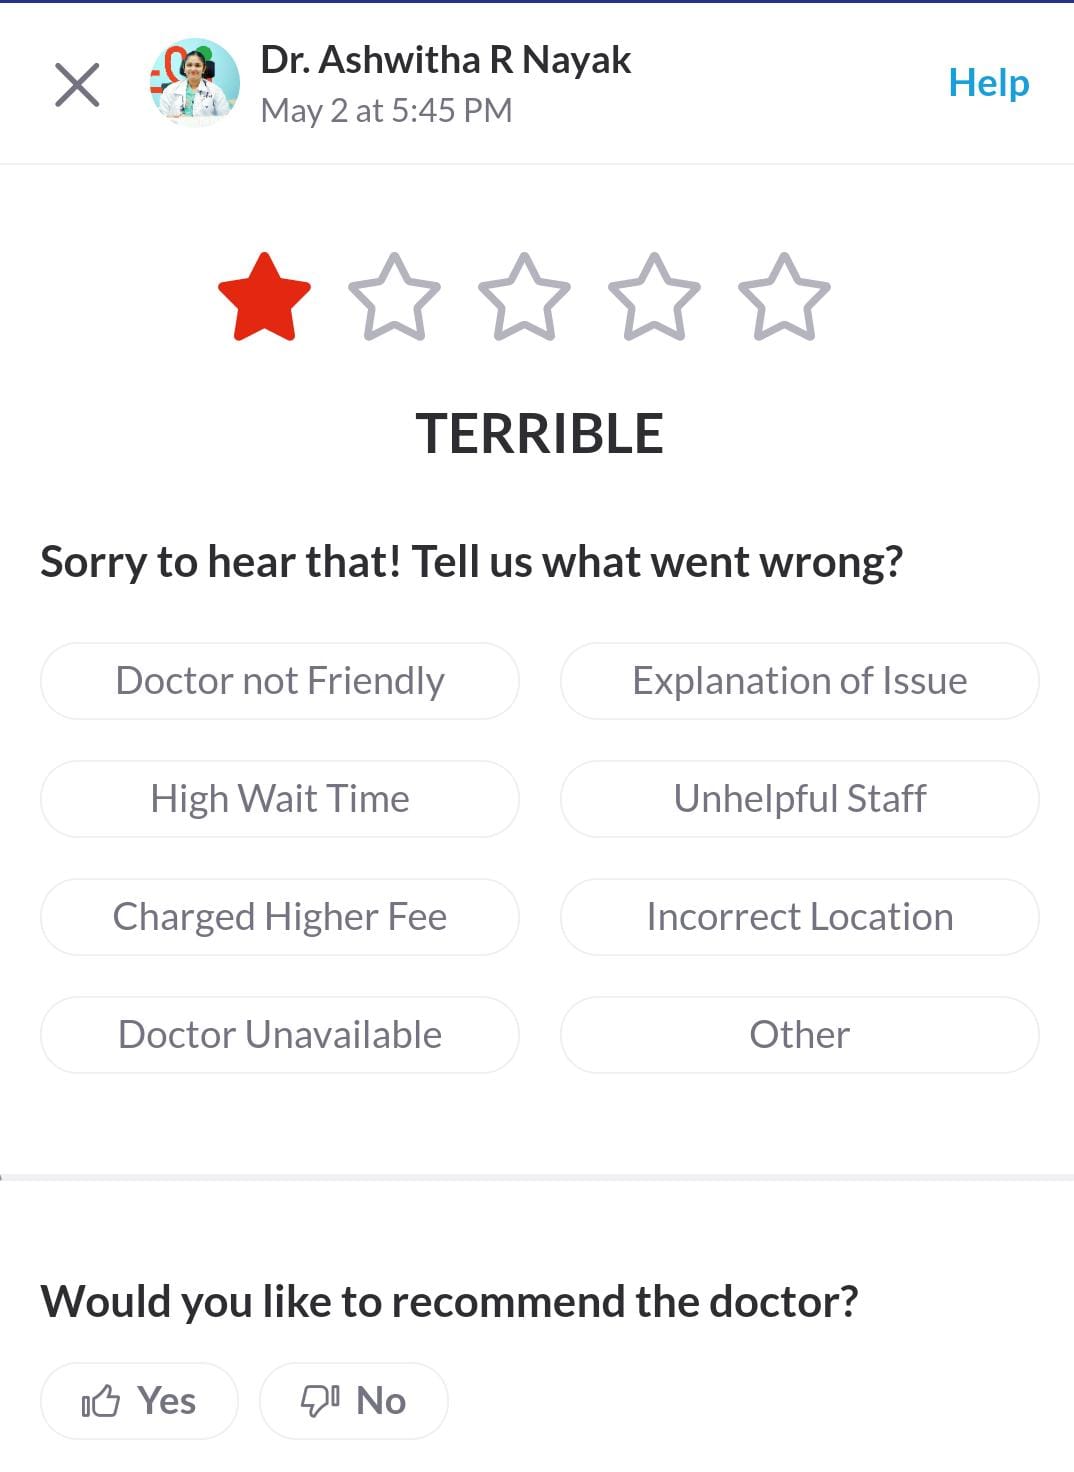 Dr. Ashwitha R Nayak
May 2 at 5:45 PM
Help
TERRIBLE
Sorry to hear that! Tell us what went wrong?
Doctor not Friendly
Explanation of Issue
High Wait Time
Unhelpful Staff
Charged Higher Fee
Incorrect Location
Doctor Unavailable
Other
Would you like to recommend the doctor?
Yes
No